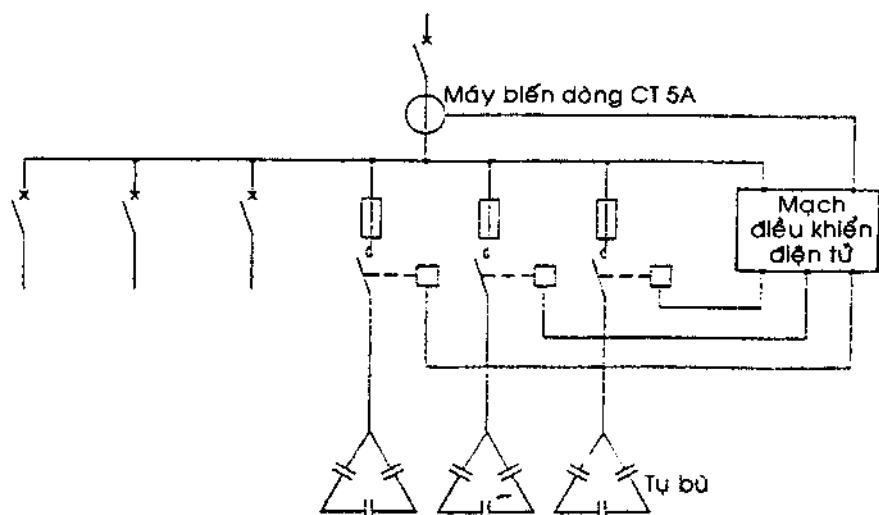 Máy biến dòng CT 5A
Mạch
điều khiển
điện tử
Tụ bù